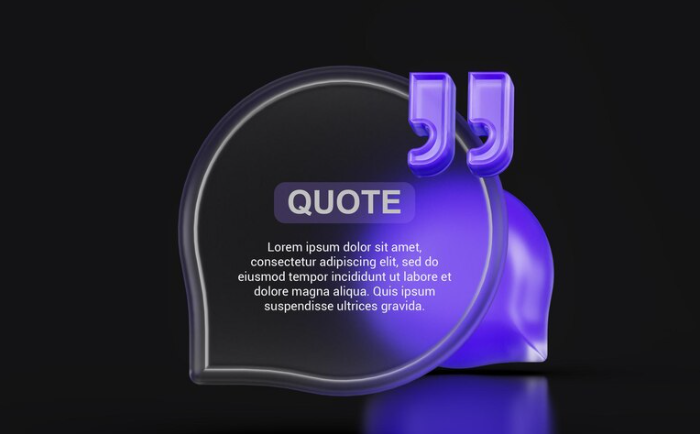 QUOTE
Lorem ipsum dolor sit amet,
consectetur adipiscing elit, sed do
eiusmod tempor incididunt ut labore et
dolore magna aliqua. Quis ipsum
suspendisse ultrices gravida.